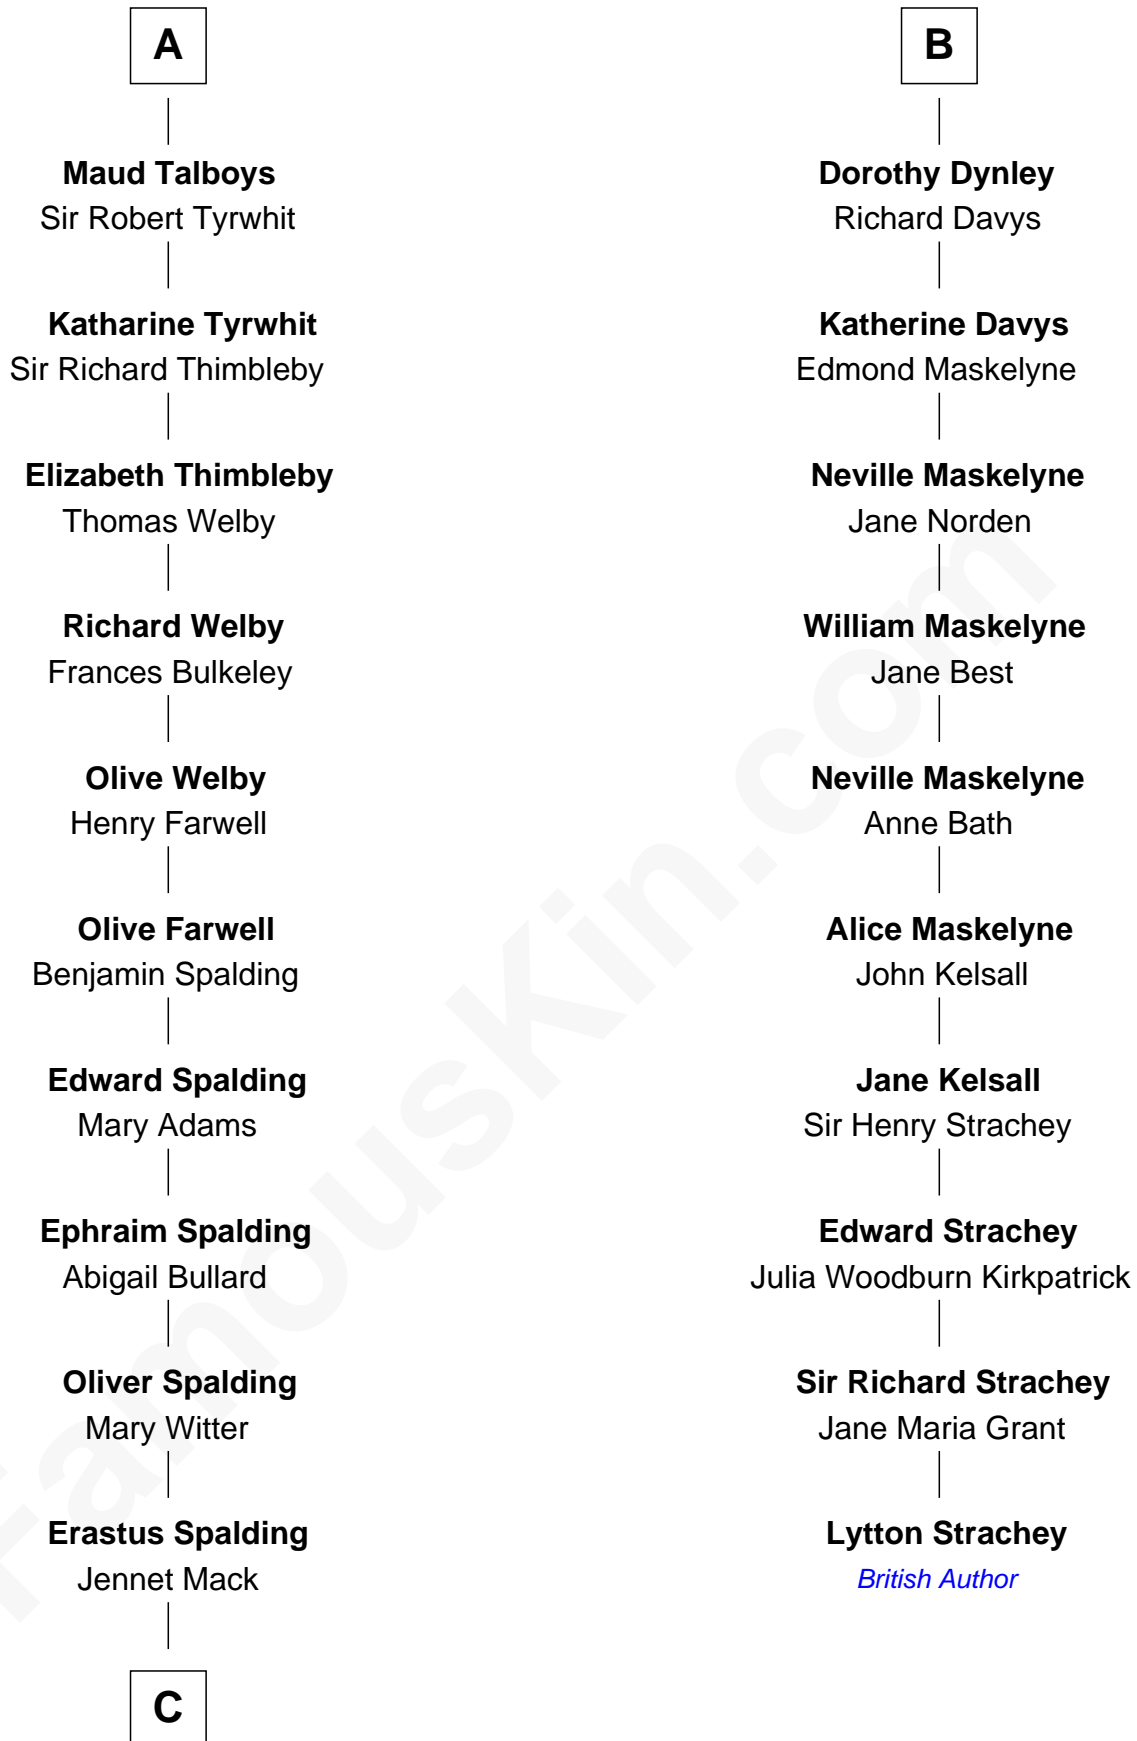 A
Maud Talboys
Sir Robert Tyrwhit
Katharine Tyrwhit
Sir Richard Thimbleby
Elizabeth Thimbleby
Thomas Welby
Richard Welby
Frances Bulkeley
Olive Welby
Henry Farwell
Olive Farwell
Benjamin Spalding
Edward Spalding
Mary Adams
Ephraim Spalding
Abigail Bullard
Oliver Spalding
Mary Witter
Erastus Spalding
Jennet Mack
C
B
Dorothy Dynley
Richard Davys
Katherine Davys
Edmond Maskelyne
Neville Maskelyne
Jane Norden
William Maskelyne
Jane Best
Neville Maskelyne
Anne Bath
Alice Maskelyne
John Kelsall
Jane Kelsall
Sir Henry Strachey
Edward Strachey
Julia Woodburn Kirkpatrick
Sir Richard Strachey
Jane Maria Grant
Lytton Strachey
British Author
FamousKin.com